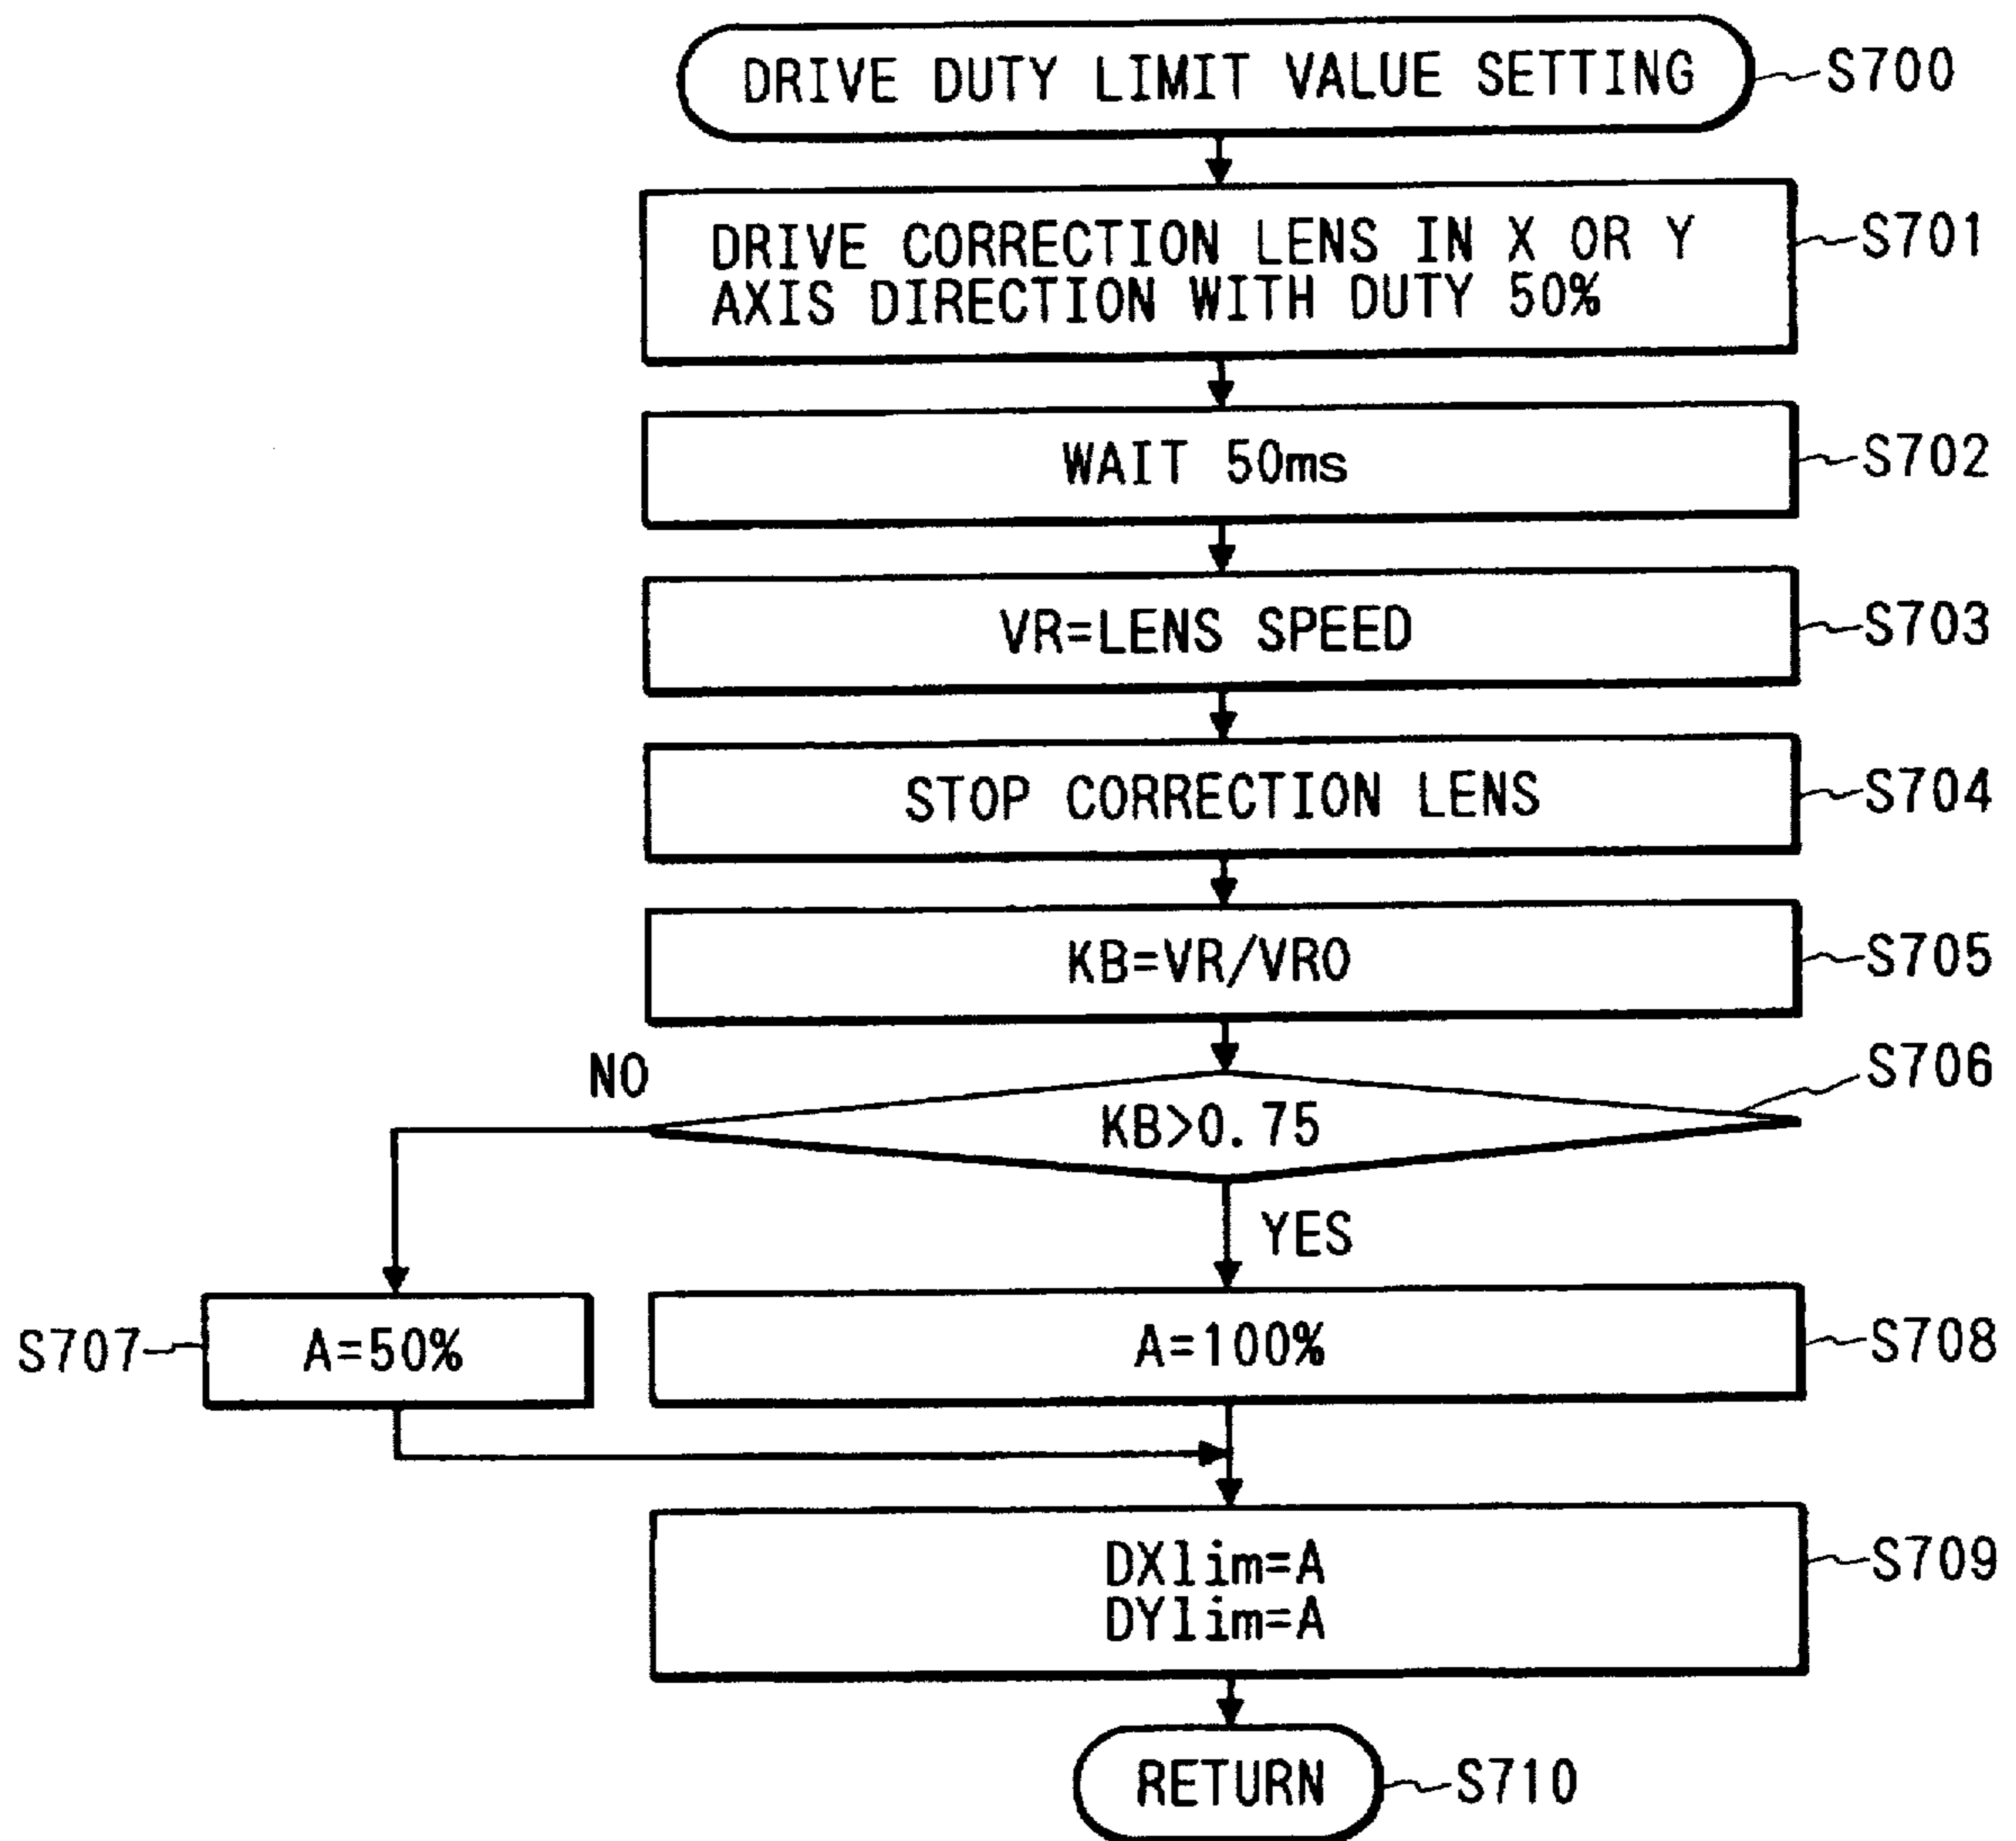 DRIVE DUTY LIMIT VALUE SETTING
S700
DRIVE CORRECTION LENS IN X OR Y
AXIS DIRECTION WITH DUTY 50%
S701
WAIT 50ms
S702
VR=LENS SPEED
S703
STOP CORRECTION LENS
S704
KB=VR/VR0
S705
NO
KB>0.75
S706
YES
S707
A=50%
A=100%
S708
DXlim=A
DYlim=A
S709
RETURN
S710